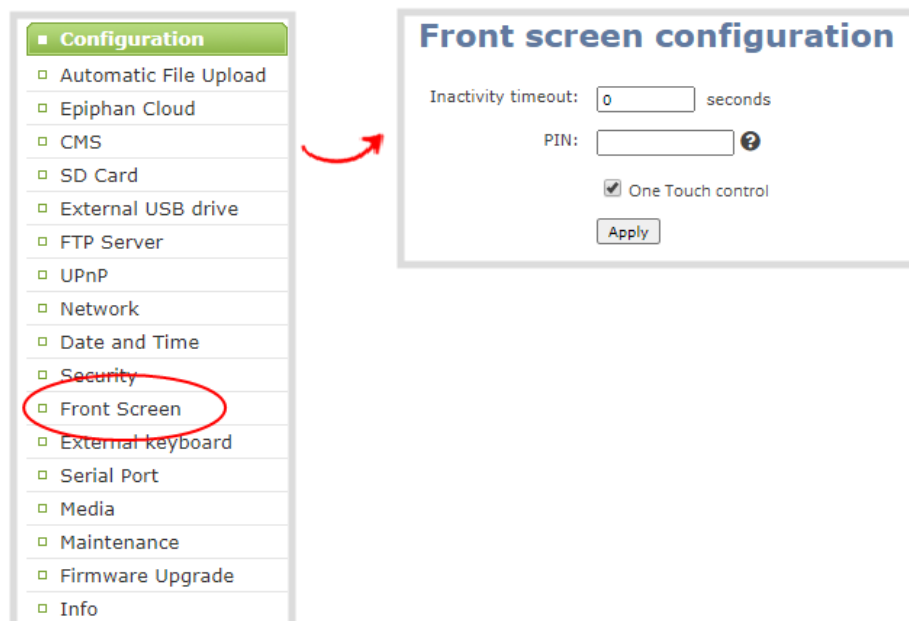 Configuration
Automatic File Upload
Epiphan Cloud
CMS
SD Card
External USB drive
FTP Server
UPnP
Network
Date and Time
Security
Front Screen
External keyboard
Serial Port
Media
Maintenance
Firmware Upgrade
Info
Front screen configuration
Inactivity timeout: 0 seconds
PIN: ?
One Touch control
Apply